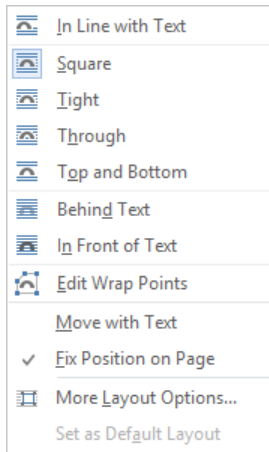 In Line with Text
Square
Tight
Through
Top and Bottom
Behind Text
In Front of Text
Edit Wrap Points
Move with Text
Fix Position on Page
More Layout Options...
Set as Default Layout